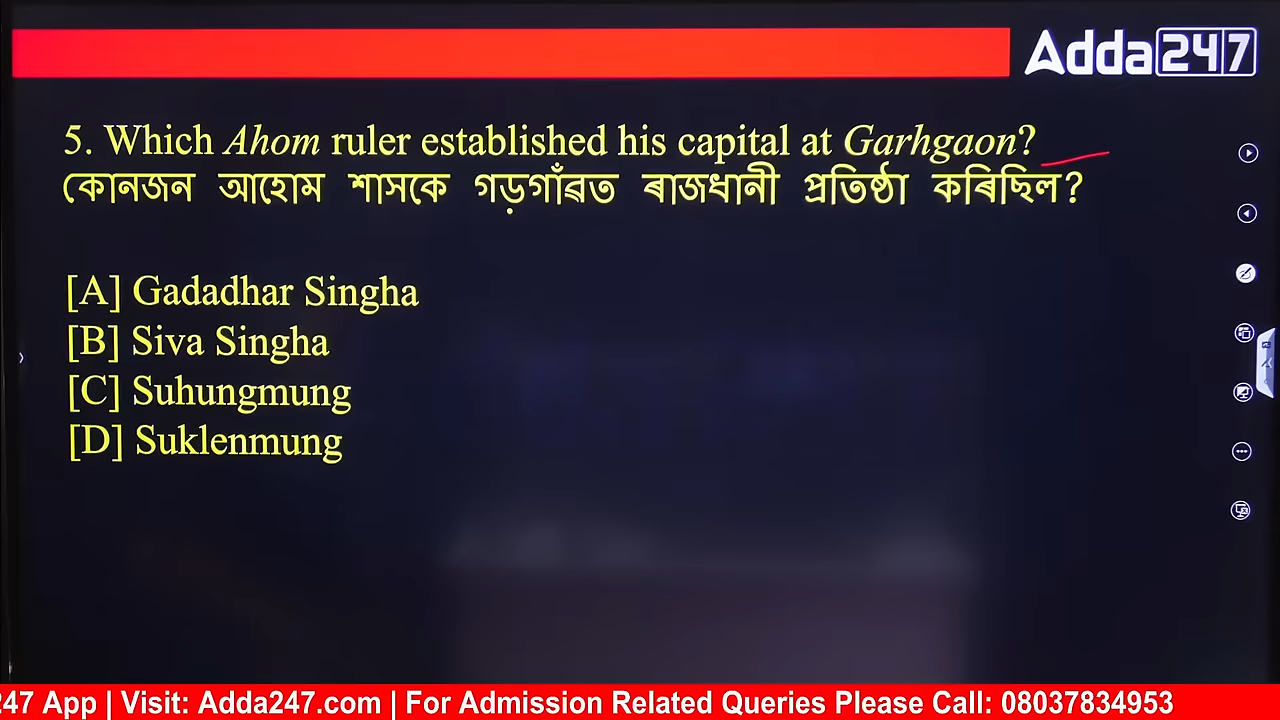 Adda247
5. Which Ahom ruler established his capital at Garhgaon?
কোনজন আহোম শাসকে গড়গাঁৱত ৰাজধানী প্ৰতিষ্ঠা কৰিছিল?
[A] Gadadhar Singha
[B] Siva Singha
[C] Suhungmung
[D] Suklenmung
247 App | Visit: Adda247.com | For Admission Related Queries Please Call: 08037834953